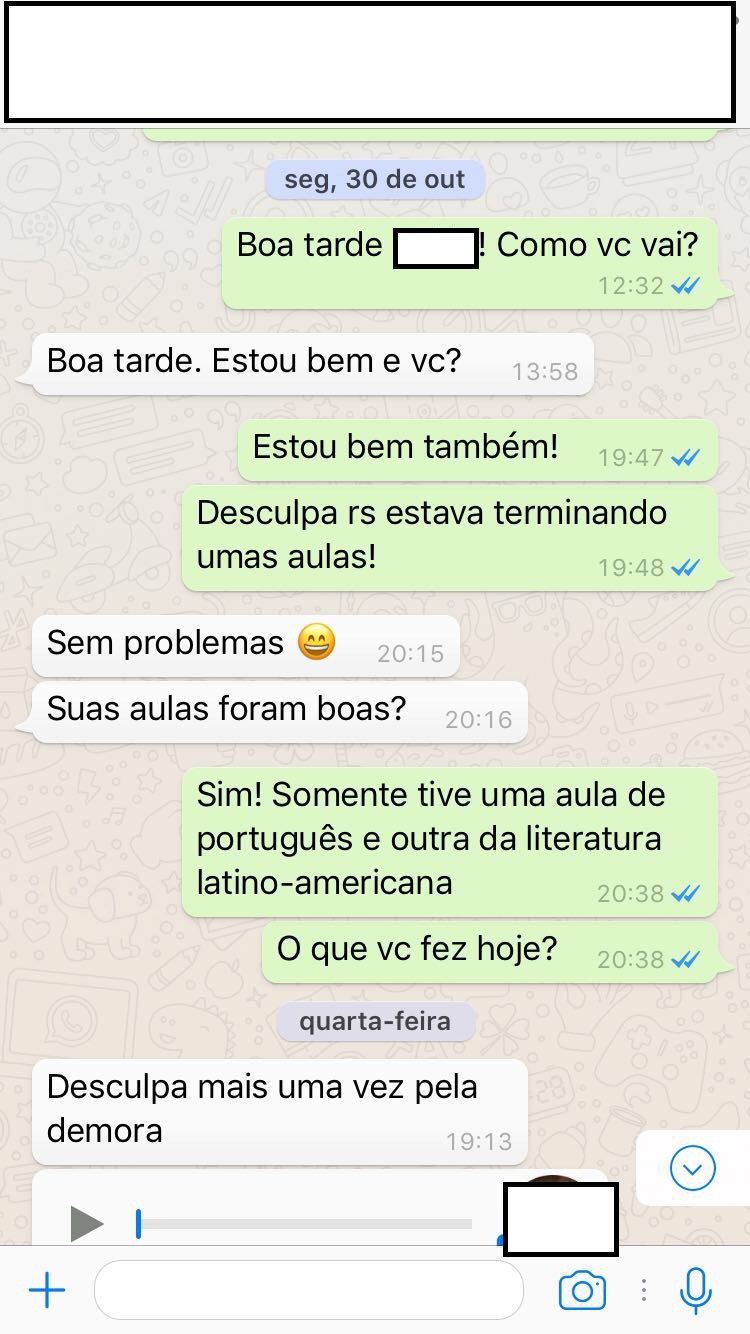 seg, 30 de out
Boa tarde ! Como vc vai?
12:32
Boa tarde. Estou bem e vc? 13:58
Estou bem também! 19:47
Desculpa rs estava terminando
umas aulas!
19:48
Sem problemas 😄 20:15
Suas aulas foram boas? 20:16
Sim! Somente tive uma aula de
português e outra da literatura
latino-americana 20:38
O que vc fez hoje? 20:38
quarta-feira
Desculpa mais uma vez pela
demora 19:13